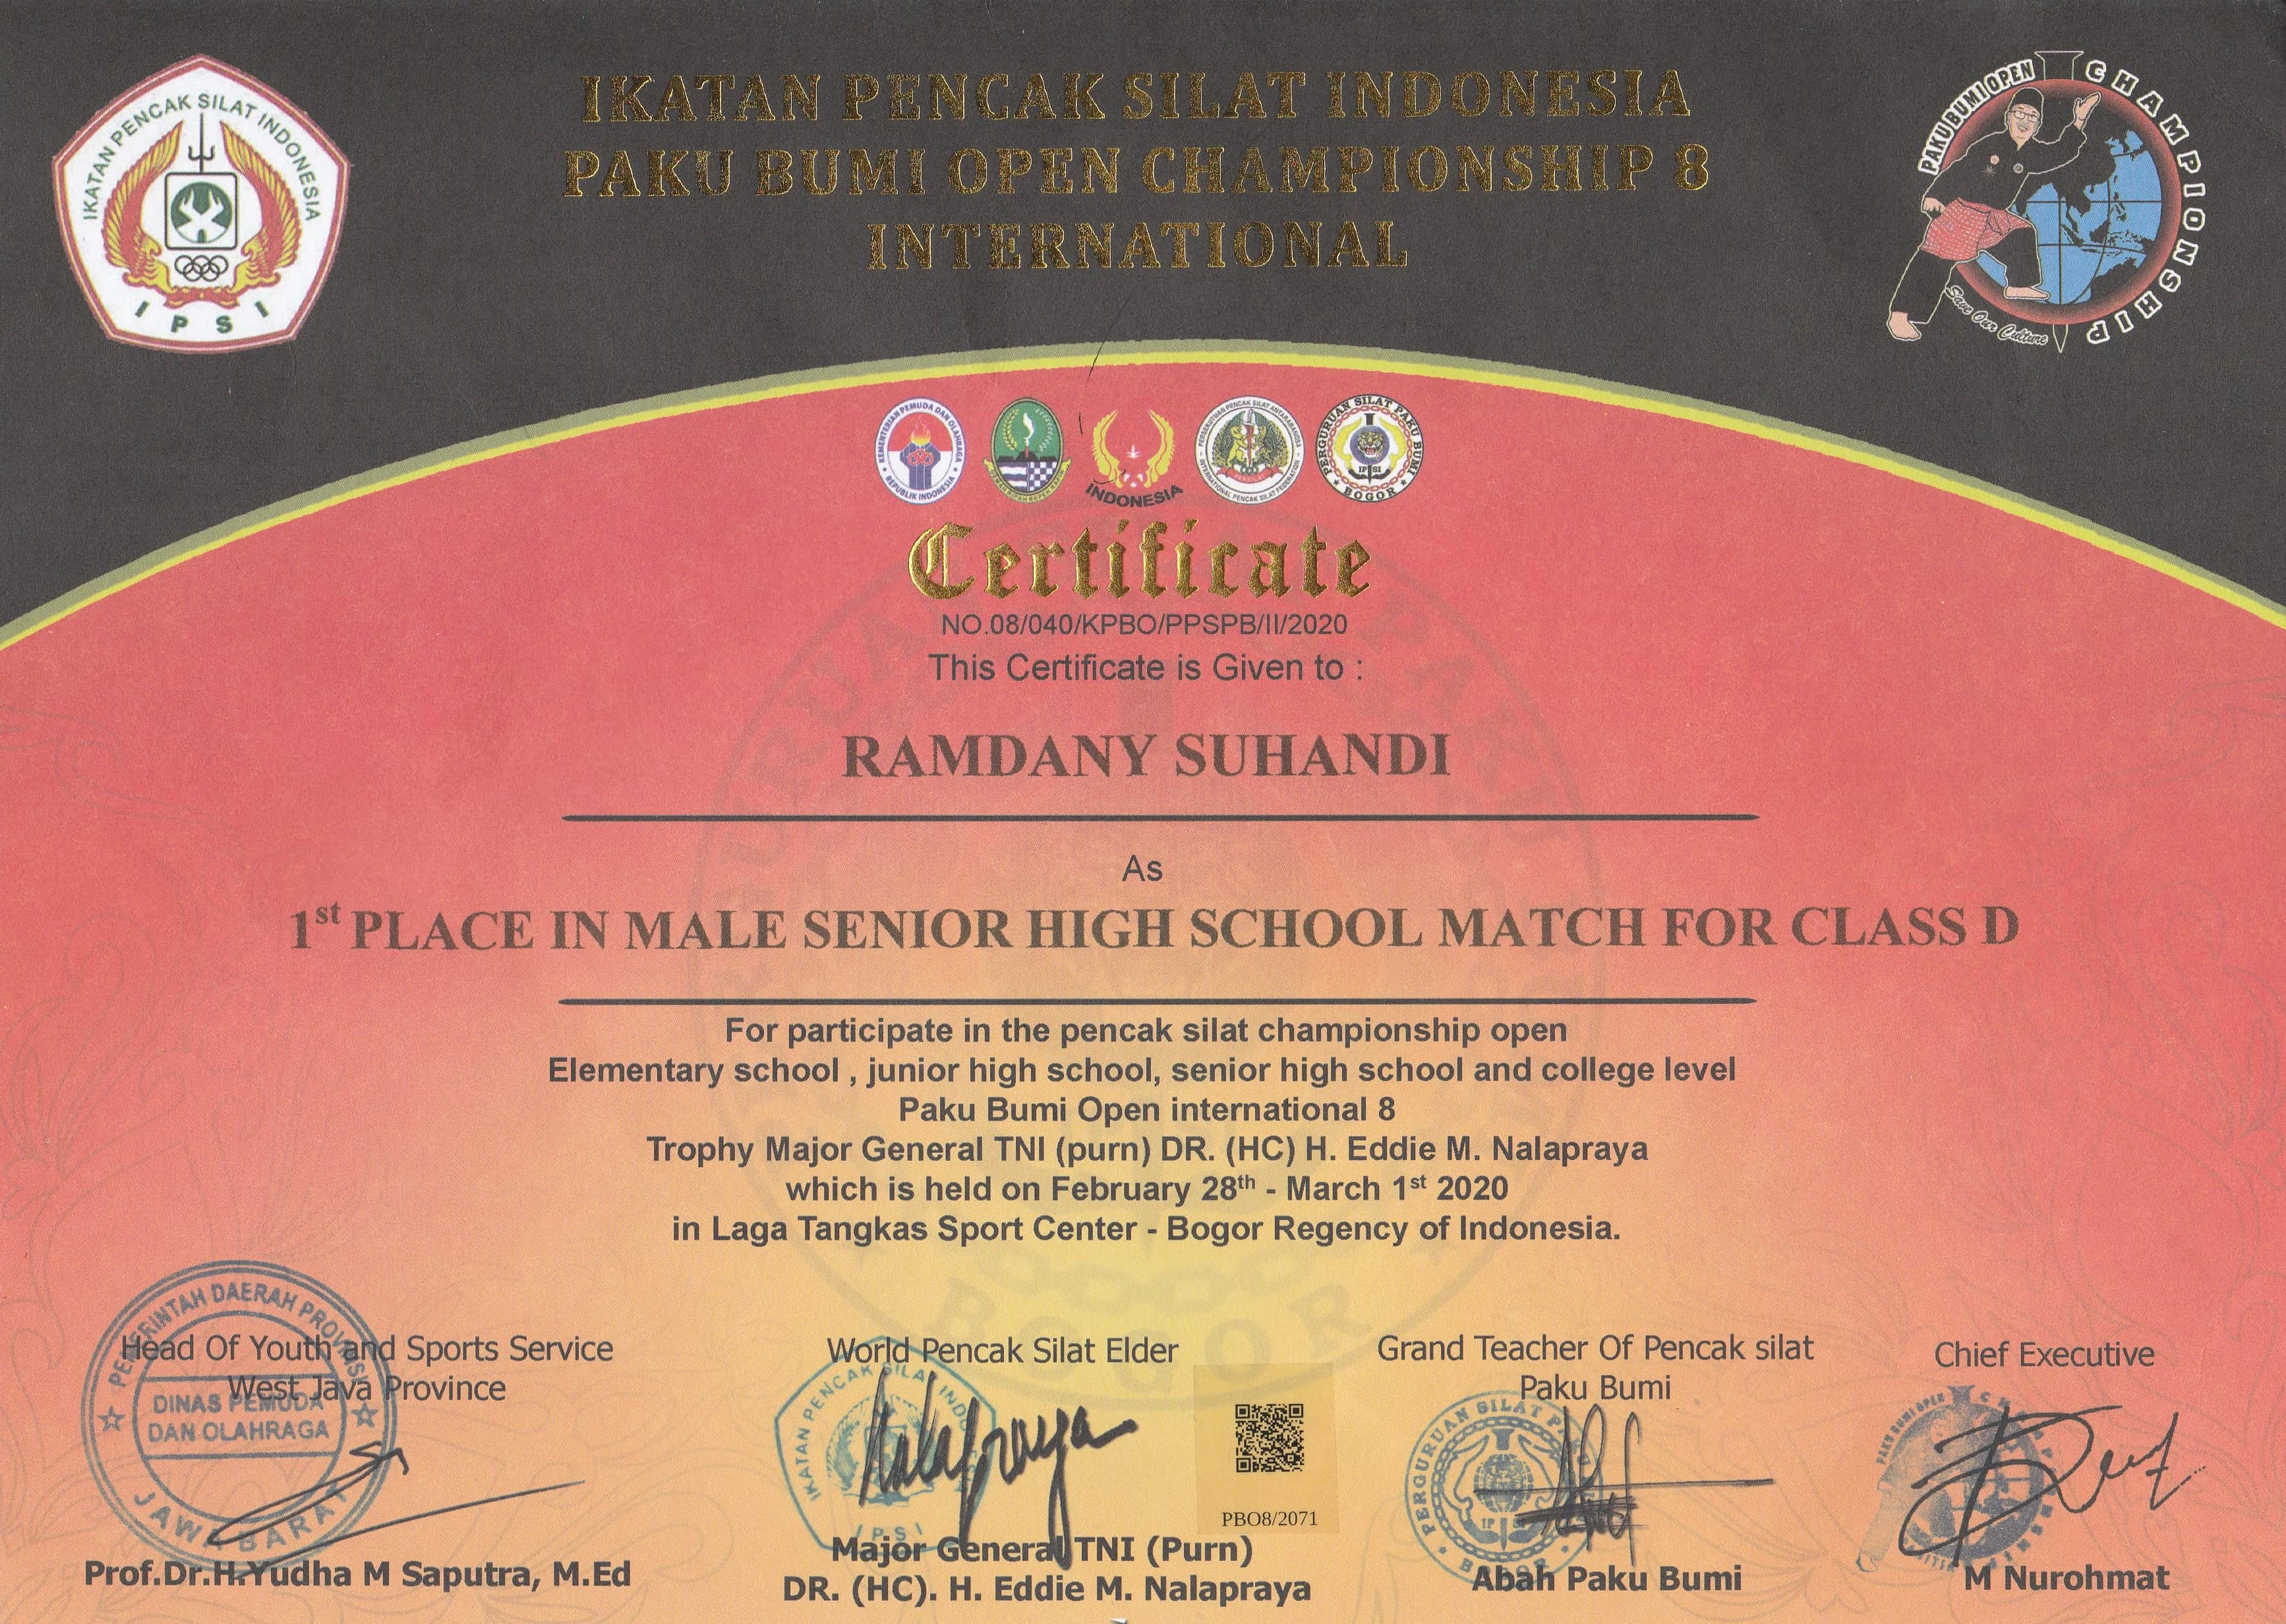 IKATAN PENCAK SILAT INDONESIA
PAKU BUMI OPEN CHAMPIONSHIP 8
INTERNATIONAL
IKATAN PENCAK SILAT INDONESIA
IPSI
PAKU BUMI OPEN CHAMPIONSHIP
Save Our Culture
KEMENTERIAN PEMUDA DAN OLAHRAGA
REPUBLIK INDONESIA
INDONESIA
PERSEKUTUAN PENCAK SILAT ANTARABANGSA
PERSILAT
INTERNATIONAL PENCAK SILAT FEDERATION
PERGURUAN SILAT PAKU BUMI
IPSI
BOGOR
Certificate
NO.08/040/KPBO/PPSPB/II/2020
This Certificate is Given to :
RAMDANY SUHANDI
As
1st PLACE IN MALE SENIOR HIGH SCHOOL MATCH FOR CLASS D
For participate in the pencak silat championship open
Elementary school , junior high school, senior high school and college level
Paku Bumi Open international 8
Trophy Major General TNI (purn) DR. (HC) H. Eddie M. Nalapraya
which is held on February 28th - March 1st 2020
in Laga Tangkas Sport Center - Bogor Regency of Indonesia.
Head Of Youth and Sports Service
West Java Province
PEMERINTAH DAERAH PROVINSI
DINAS PEMUDA
DAN OLAHRAGA
JAWA BARAT
Prof.Dr.H.Yudha M Saputra, M.Ed
World Pencak Silat Elder
IKATAN PENCAK SILAT
IPSI
Nalapraya
PBO8/2071
Major General TNI (Purn)
DR. (HC). H. Eddie M. Nalapraya
Grand Teacher Of Pencak silat
Paku Bumi
PERGURUAN SILAT
BOGOR
Abah Paku Bumi
Chief Executive
PAKU BUMI OPEN
M Nurohmat